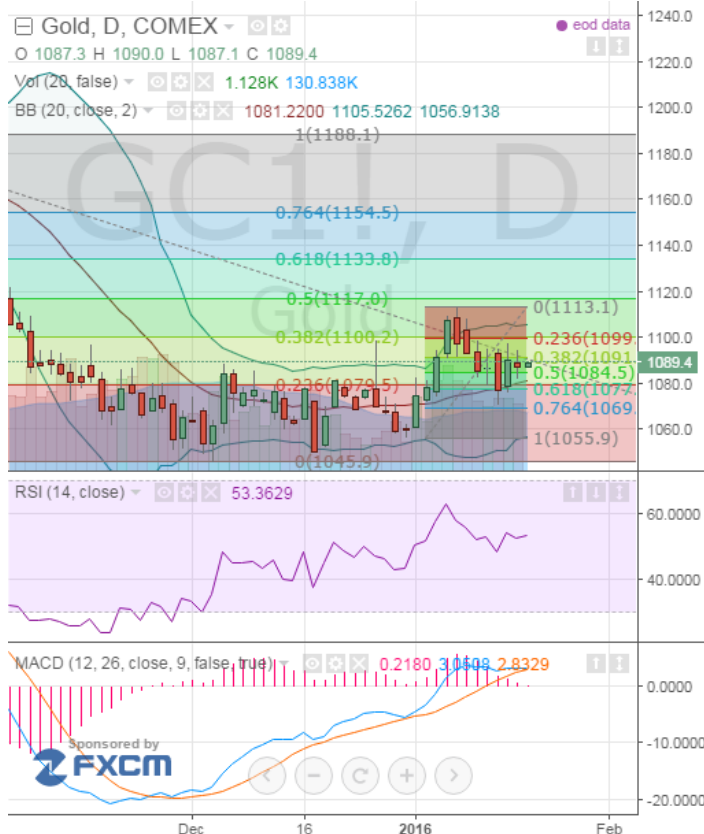 Gold, D, COMEX
eod data
O 1087.3 H 1090.0 L 1087.1 C 1089.4
Vol (20, false) 1.128K 130.838K
BB (20, close, 2) 1081.2200 1105.5262 1056.9138
GC1!, D
Gold
1(1188.1)
0.764(1154.5)
0.618(1133.8)
0.5(1117.0)
0.382(1100.2)
0.236(1079.5)
0(1045.9)
0(1113.1)
0.236(1099
0.382(1091
0.5(1084.5)
0.618(1077
0.764(1069.
1(1055.9)
1240.0
1220.0
1200.0
1180.0
1160.0
1140.0
1120.0
1100.0
1089.4
1080.0
1060.0
RSI (14, close) 53.3629
60.0000
40.0000
MACD (12, 26, close, 9, false, true) 0.2180 3.0508 2.8329
0.0000
-10.0000
-20.0000
Sponsored by
FXCM
Dec 16 2016 Feb